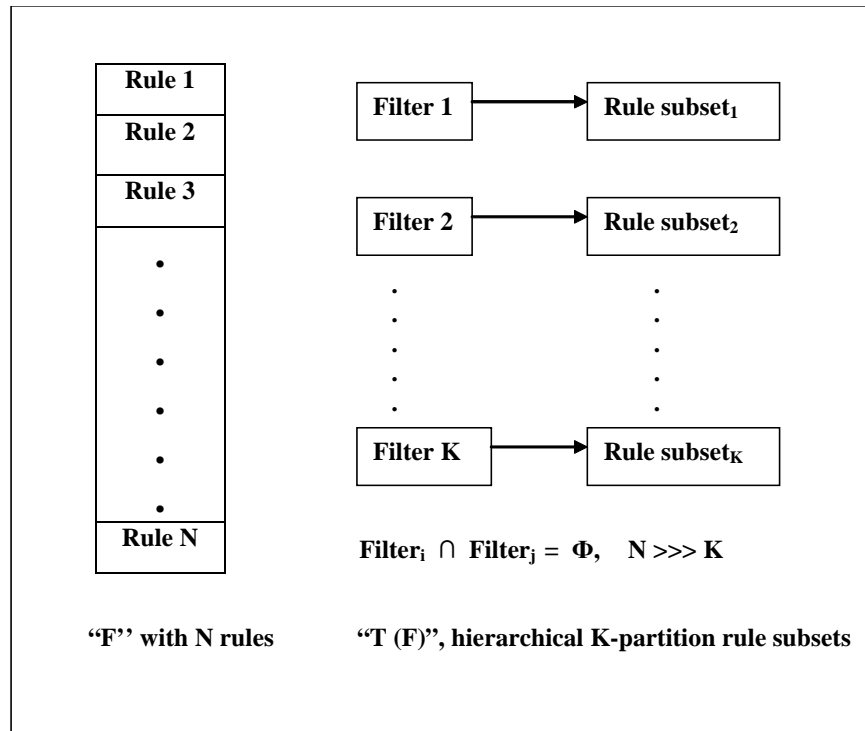 Rule 1
Rule 2
Rule 3
Rule N
“F’’ with N rules
Filter 1
Rule subset₁
Filter 2
Rule subset₂
Filter K
Rule subsetK
Filterᵢ ∩ Filterⱼ = Φ, N >>> K
“T (F)”, hierarchical K-partition rule subsets